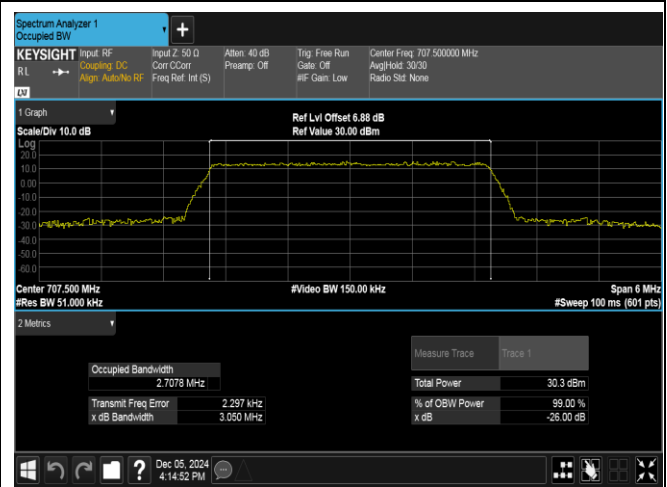 Spectrum Analyzer 1
Occupied BW
+
KEYSIGHT
RL
LXI
Input: RF
Coupling: DC
Align: Auto/No RF
Input Z: 50 Ω
Corr CCorr
Freq Ref: Int (S)
Atten: 40 dB
Preamp: Off
Trig: Free Run
Gate: Off
#IF Gain: Low
Center Freq: 707.500000 MHz
Avg|Hold: 30/30
Radio Std: None
1 Graph
Scale/Div 10.0 dB
Ref Lvl Offset 6.88 dB
Ref Value 30.00 dBm
Log
20.0
10.0
0.00
-10.0
-20.0
-30.0
-40.0
-50.0
-60.0
Center 707.500 MHz
#Res BW 51.000 kHz
#Video BW 150.00 kHz
Span 6 MHz
#Sweep 100 ms (601 pts)
2 Metrics
Measure Trace Trace 1
Occupied Bandwidth
2.7078 MHz
Total Power 30.3 dBm
Transmit Freq Error 2.297 kHz
% of OBW Power 99.00 %
x dB Bandwidth 3.050 MHz
x dB -26.00 dB
?
Dec 05, 2024
4:14:52 PM